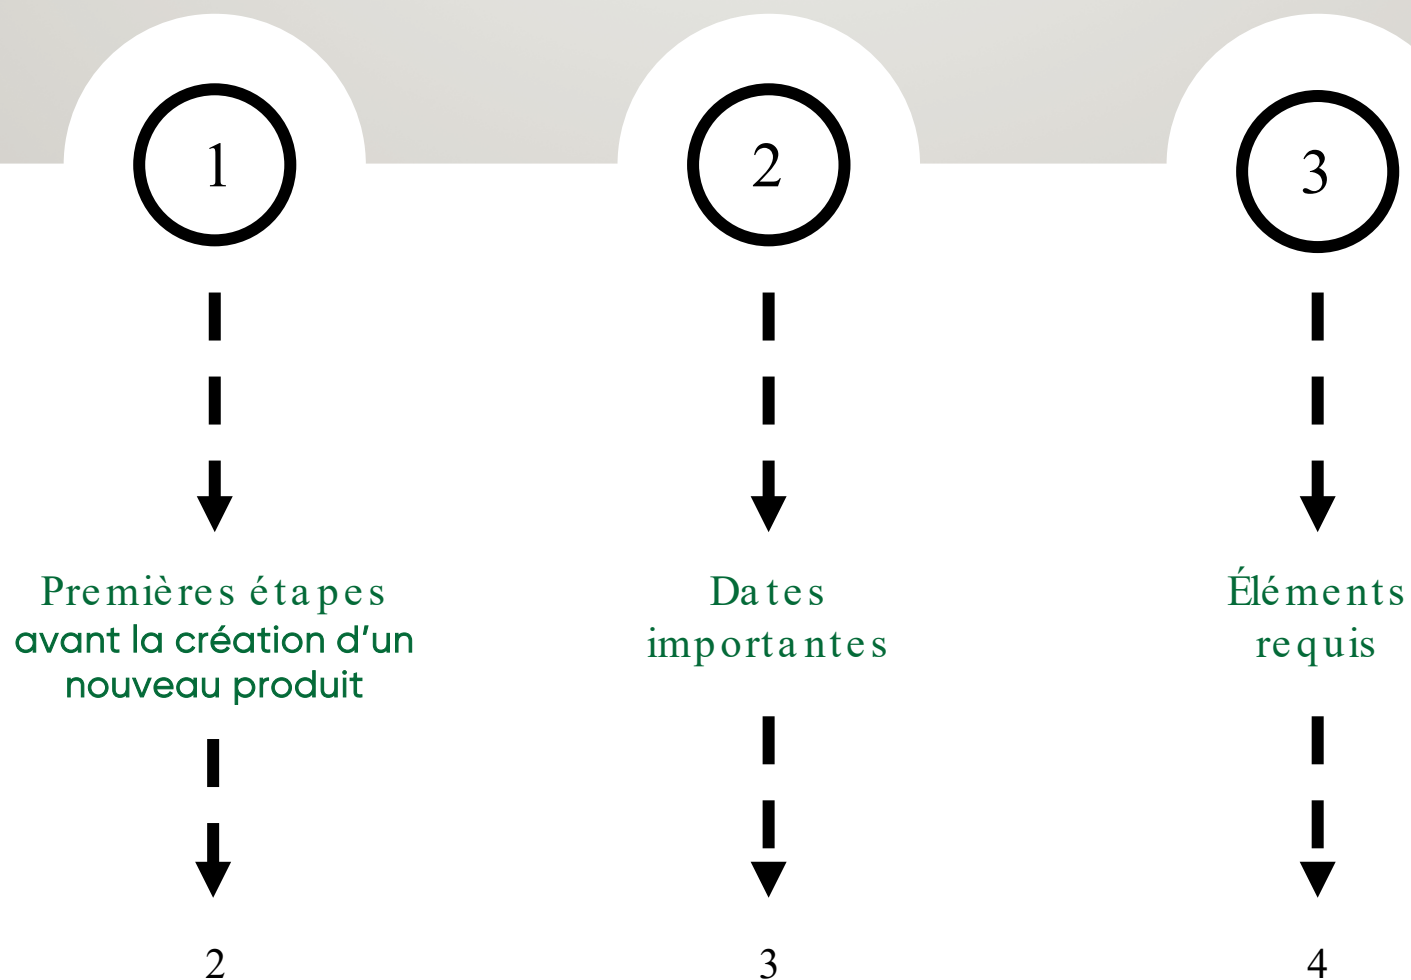 1
2
3
Premières étapes
avant la création d’un
nouveau produit
Dates
importantes
Éléments
requis
2
3
4